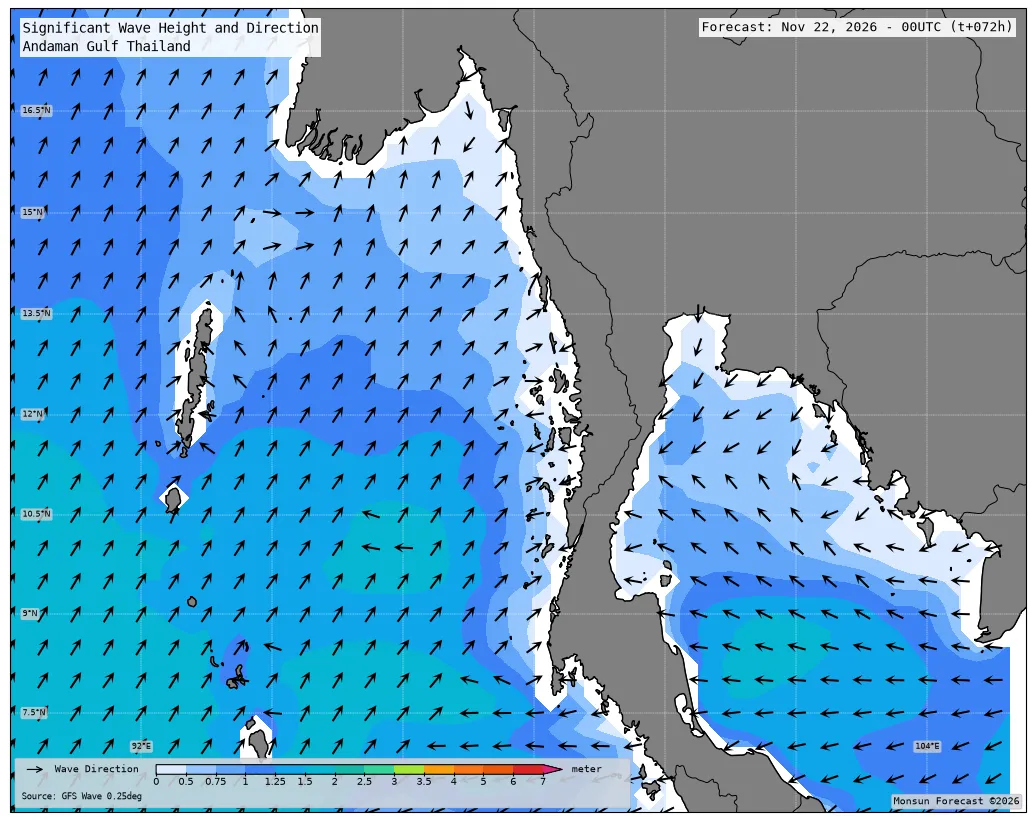 Significant Wave Height and Direction
Andaman Gulf Thailand
Forecast: Nov 22, 2026 - 00UTC (t+072h)
16.5°N
15°N
13.5°N
12°N
10.5°N
9°N
7.5°N
92°E
104°E
Wave Direction
meter
0.5 0.75 1 1.25 1.5 2 2.5 3 3.5 4 5 6 7
Source: GFS Wave 0.25deg
Monsun Forecast ©2026